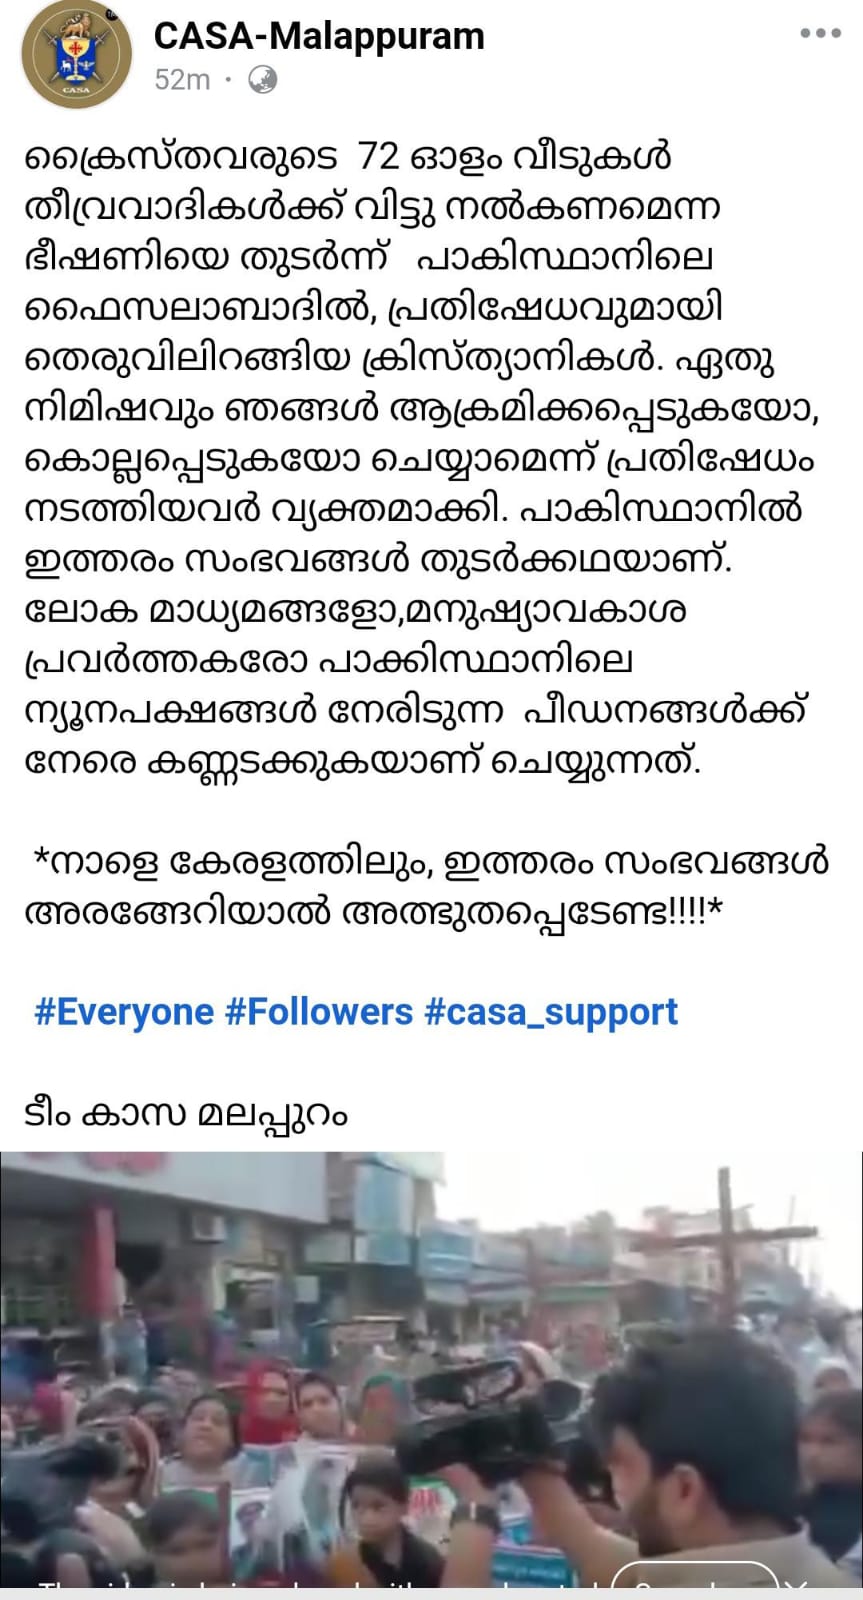 CASA
CASA-Malappuram
52m ·
ക്രൈസ്തവരുടെ 72 ഓളം വീടുകൾ
തീവ്രവാദികൾക്ക് വിട്ടു നൽകണമെന്ന
ഭീഷണിയെ തുടർന്ന് പാകിസ്ഥാനിലെ
ഫൈസലാബാദിൽ, പ്രതിഷേധവുമായി
തെരുവിലിറങ്ങിയ ക്രിസ്ത്യാനികൾ. ഏതു
നിമിഷവും ഞങ്ങൾ ആക്രമിക്കപ്പെടുകയോ,
കൊല്ലപ്പെടുകയോ ചെയ്യാമെന്ന് പ്രതിഷേധം
നടത്തിയവർ വ്യക്തമാക്കി. പാകിസ്ഥാനിൽ
ഇത്തരം സംഭവങ്ങൾ തുടർക്കഥയാണ്.
ലോക മാധ്യമങ്ങളോ,മനുഷ്യാവകാശ
പ്രവർത്തകരോ പാക്കിസ്ഥാനിലെ
ന്യൂനപക്ഷങ്ങൾ നേരിടുന്ന പീഡനങ്ങൾക്ക്
നേരെ കണ്ണടക്കുകയാണ് ചെയ്യുന്നത്.
*നാളെ കേരളത്തിലും, ഇത്തരം സംഭവങ്ങൾ
അരങ്ങേറിയാൽ അത്ഭുതപ്പെടേണ്ട!!!!*
#Everyone #Followers #casa_support
ടീം കാസ മലപ്പുറം